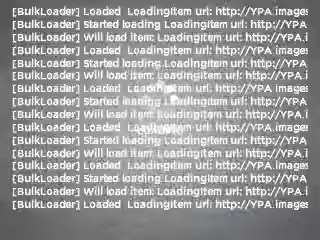 [BulkLoader] Loaded LoadingItem url: http://YPA.images
[BulkLoader] Started loading LoadingItem url: http://YPA
[BulkLoader] Will load item: LoadingItem url: http://YPA.i
[BulkLoader] Loaded LoadingItem url: http://YPA.images
[BulkLoader] Started loading LoadingItem url: http://YPA
[BulkLoader] Will load item: LoadingItem url: http://YPA.i
[BulkLoader] Loaded LoadingItem url: http://YPA.images
[BulkLoader] Started loading LoadingItem url: http://YPA
[BulkLoader] Will load item: LoadingItem url: http://YPA.i
[BulkLoader] Loaded LoadingItem url: http://YPA.images
[BulkLoader] Started loading LoadingItem url: http://YPA
[BulkLoader] Will load item: LoadingItem url: http://YPA.i
[BulkLoader] Loaded LoadingItem url: http://YPA.images
[BulkLoader] Started loading LoadingItem url: http://YPA
[BulkLoader] Will load item: LoadingItem url: http://YPA.i
[BulkLoader] Loaded LoadingItem url: http://YPA.images